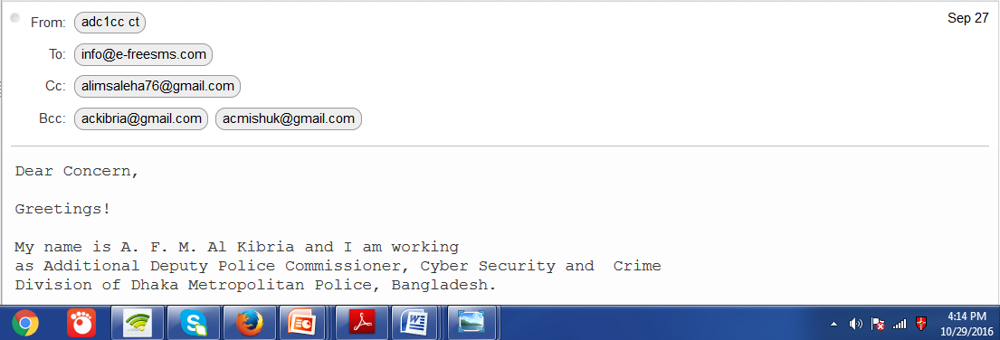 From: adc1cc ct Sep 27
To: info@e-freesms.com
Cc: alimsaleha76@gmail.com
Bcc: ackibria@gmail.com acmishuk@gmail.com
Dear Concern,
Greetings!
My name is A. F. M. Al Kibria and I am working
as Additional Deputy Police Commissioner, Cyber Security and  Crime
Division of Dhaka Metropolitan Police, Bangladesh.
4:14 PM
10/29/2016